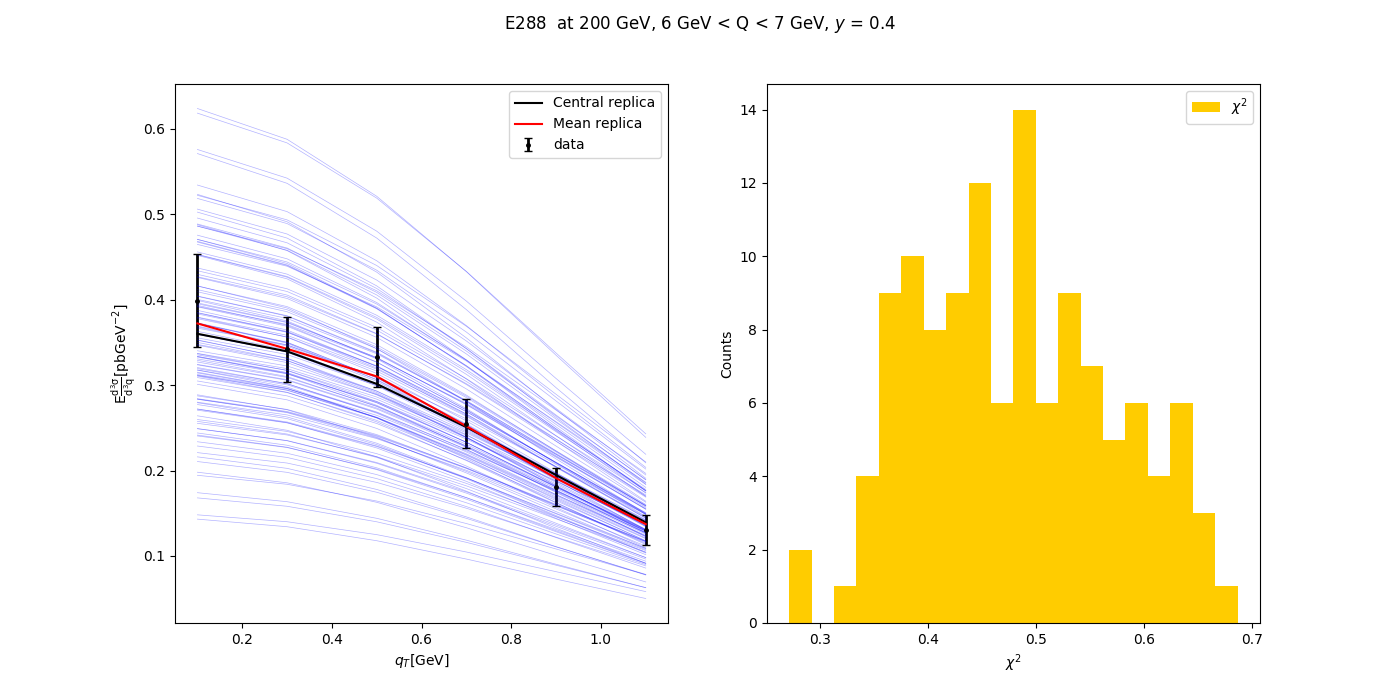 E288 at 200 GeV, 6 GeV < Q < 7 GeV, y = 0.4
Central replica
Mean replica
data
0.6
0.5
0.4
0.3
0.2
0.1
E d³σ/d³q [pbGeV⁻²]
0.2 0.4 0.6 0.8 1.0
q_T[GeV]
χ²
14
12
10
8
6
4
2
0
Counts
0.3 0.4 0.5 0.6 0.7
χ²